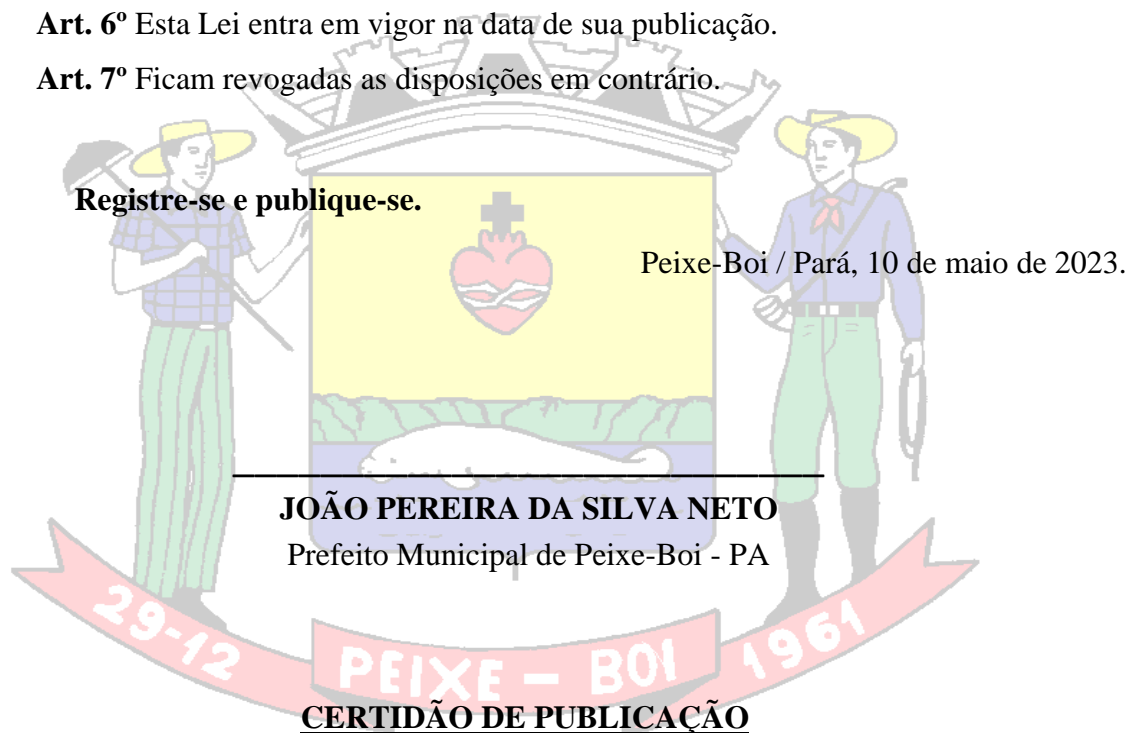 Art. 6º Esta Lei entra em vigor na data de sua publicação.
Art. 7º Ficam revogadas as disposições em contrário.
Registre-se e publique-se.
Peixe-Boi / Pará, 10 de maio de 2023.
JOÃO PEREIRA DA SILVA NETO
Prefeito Municipal de Peixe-Boi - PA
29-12 PEIXE – BOI 1961
CERTIDÃO DE PUBLICAÇÃO